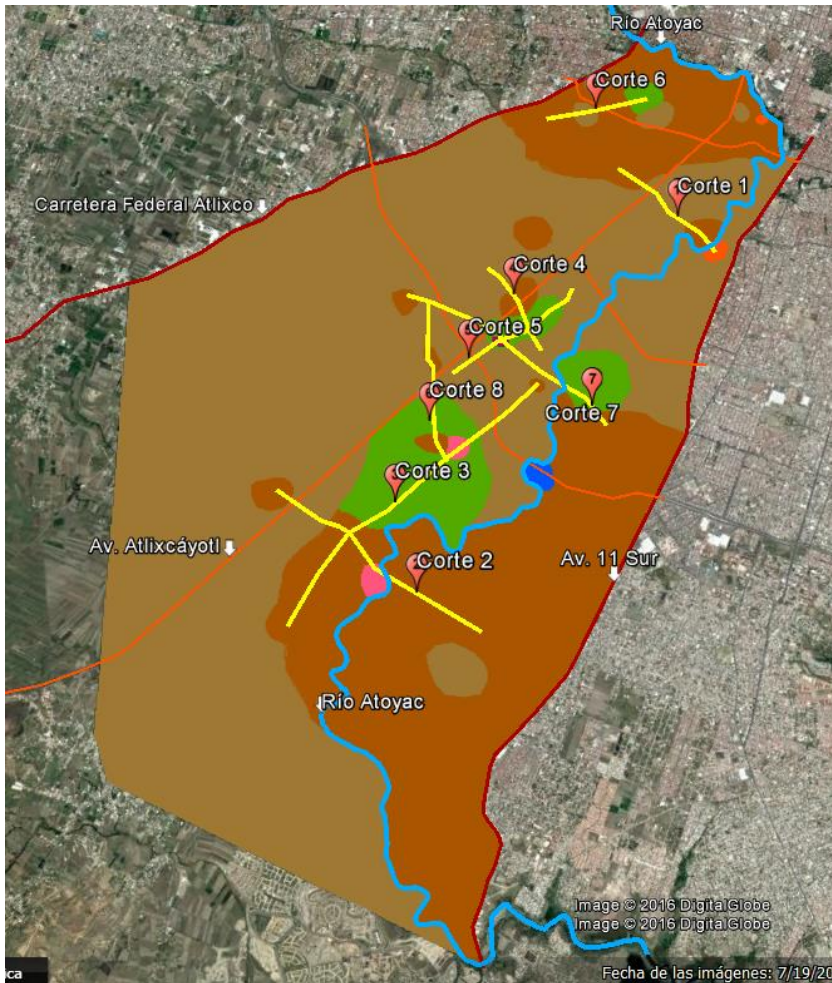 Río Atoyac
Corte 6
Corte 1
Carretera Federal Atlixco
Corte 4
Corte 5
7
Corte 8
Corte 7
Corte 3
Av. Atlixcáyotl
Corte 2
2
Av. 11 Sur
Río Atoyac
Image © 2016 DigitalGlobe
Image © 2016 DigitalGlobe
ica
Fecha de las imágenes: 7/19/20